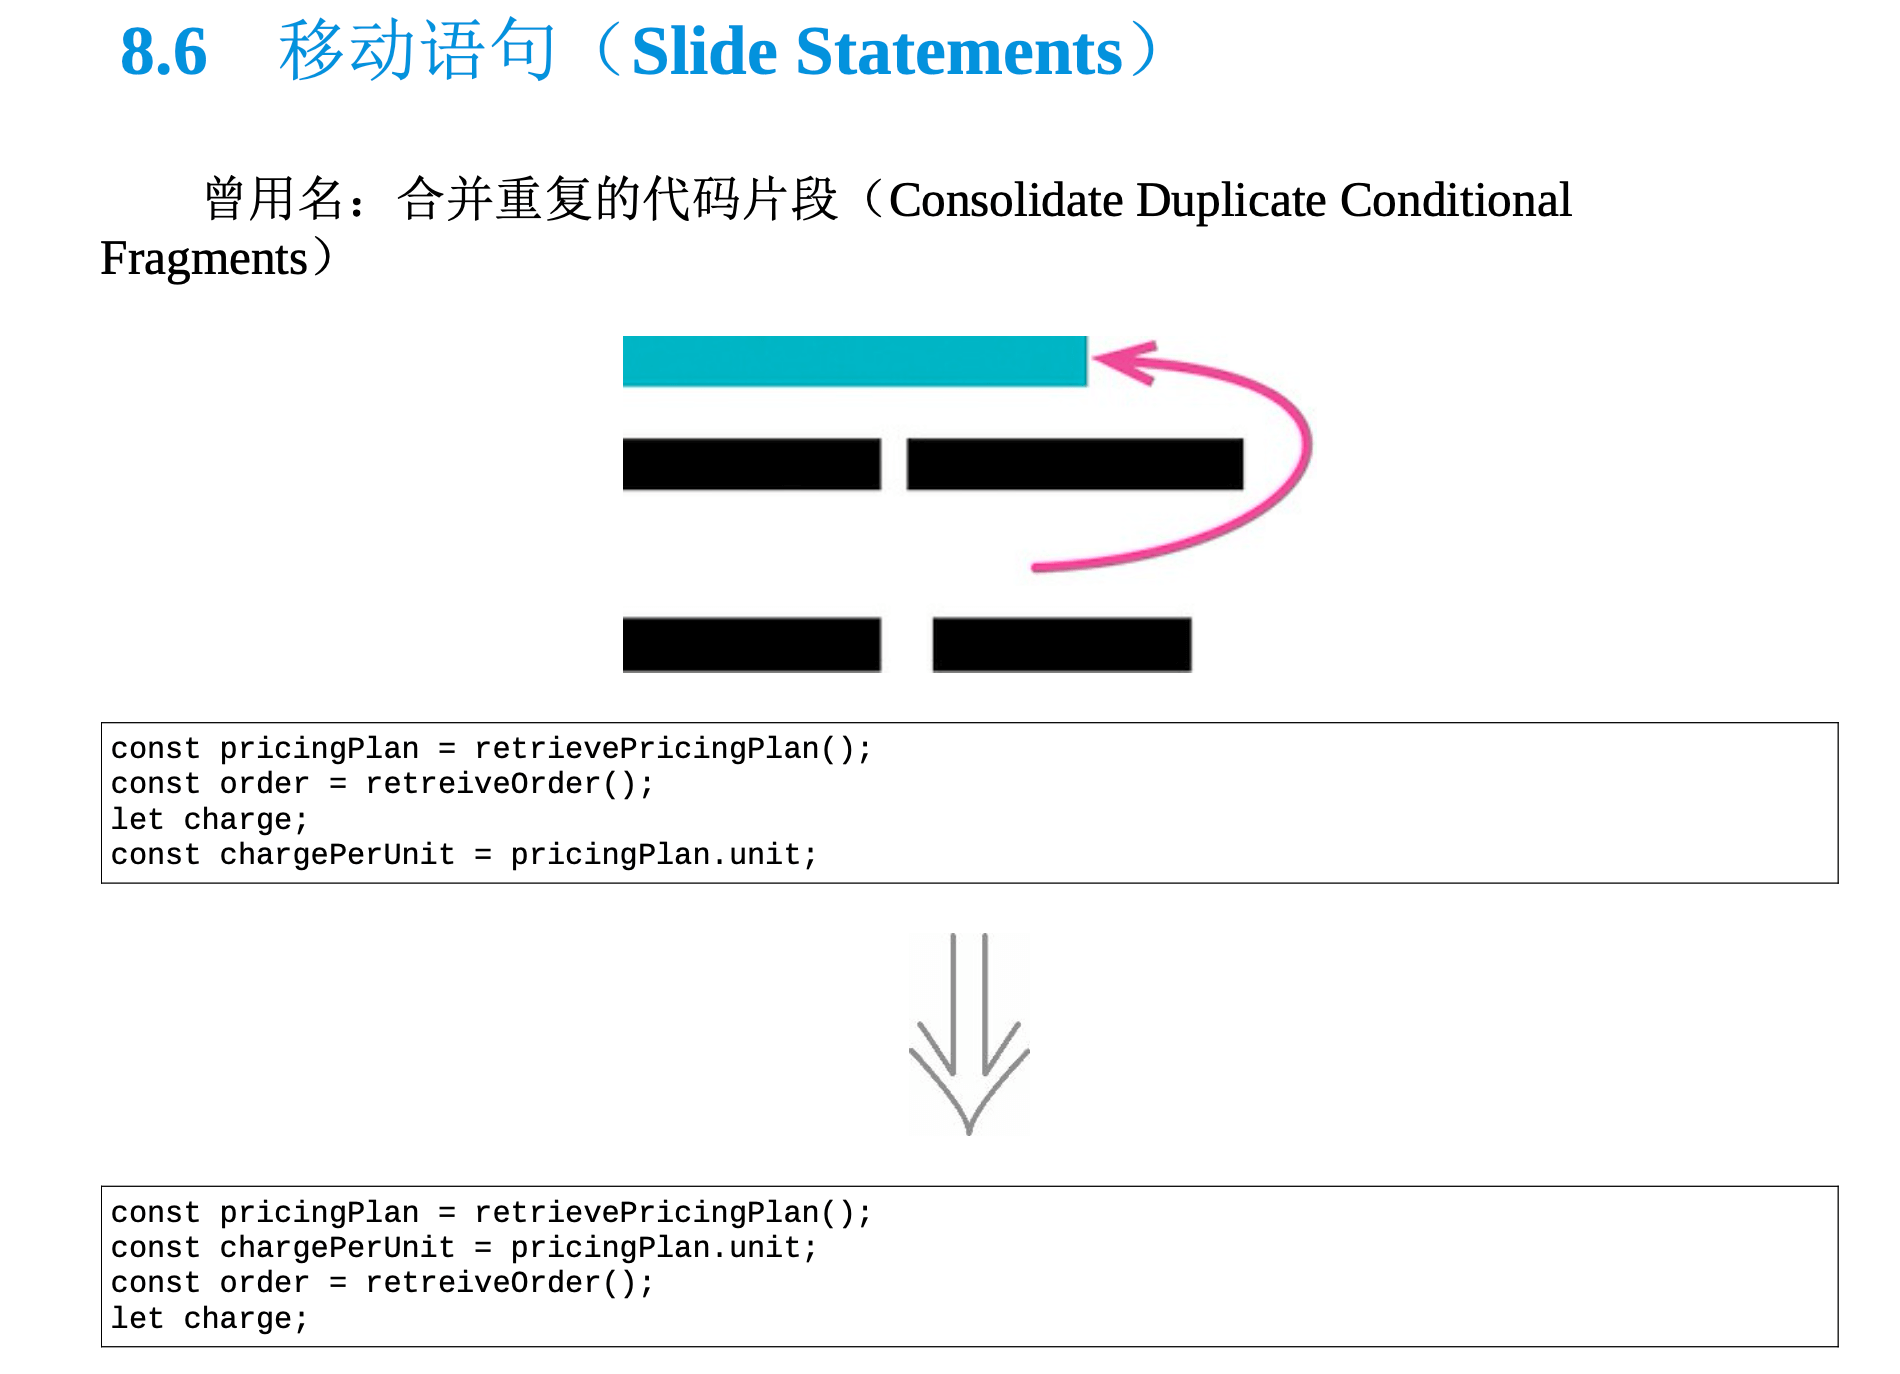 8.6 移动语句（Slide Statements）
曾用名：合并重复的代码片段（Consolidate Duplicate Conditional
Fragments）
const pricingPlan = retrievePricingPlan();
const order = retreiveOrder();
let charge;
const chargePerUnit = pricingPlan.unit;
const pricingPlan = retrievePricingPlan();
const chargePerUnit = pricingPlan.unit;
const order = retreiveOrder();
let charge;